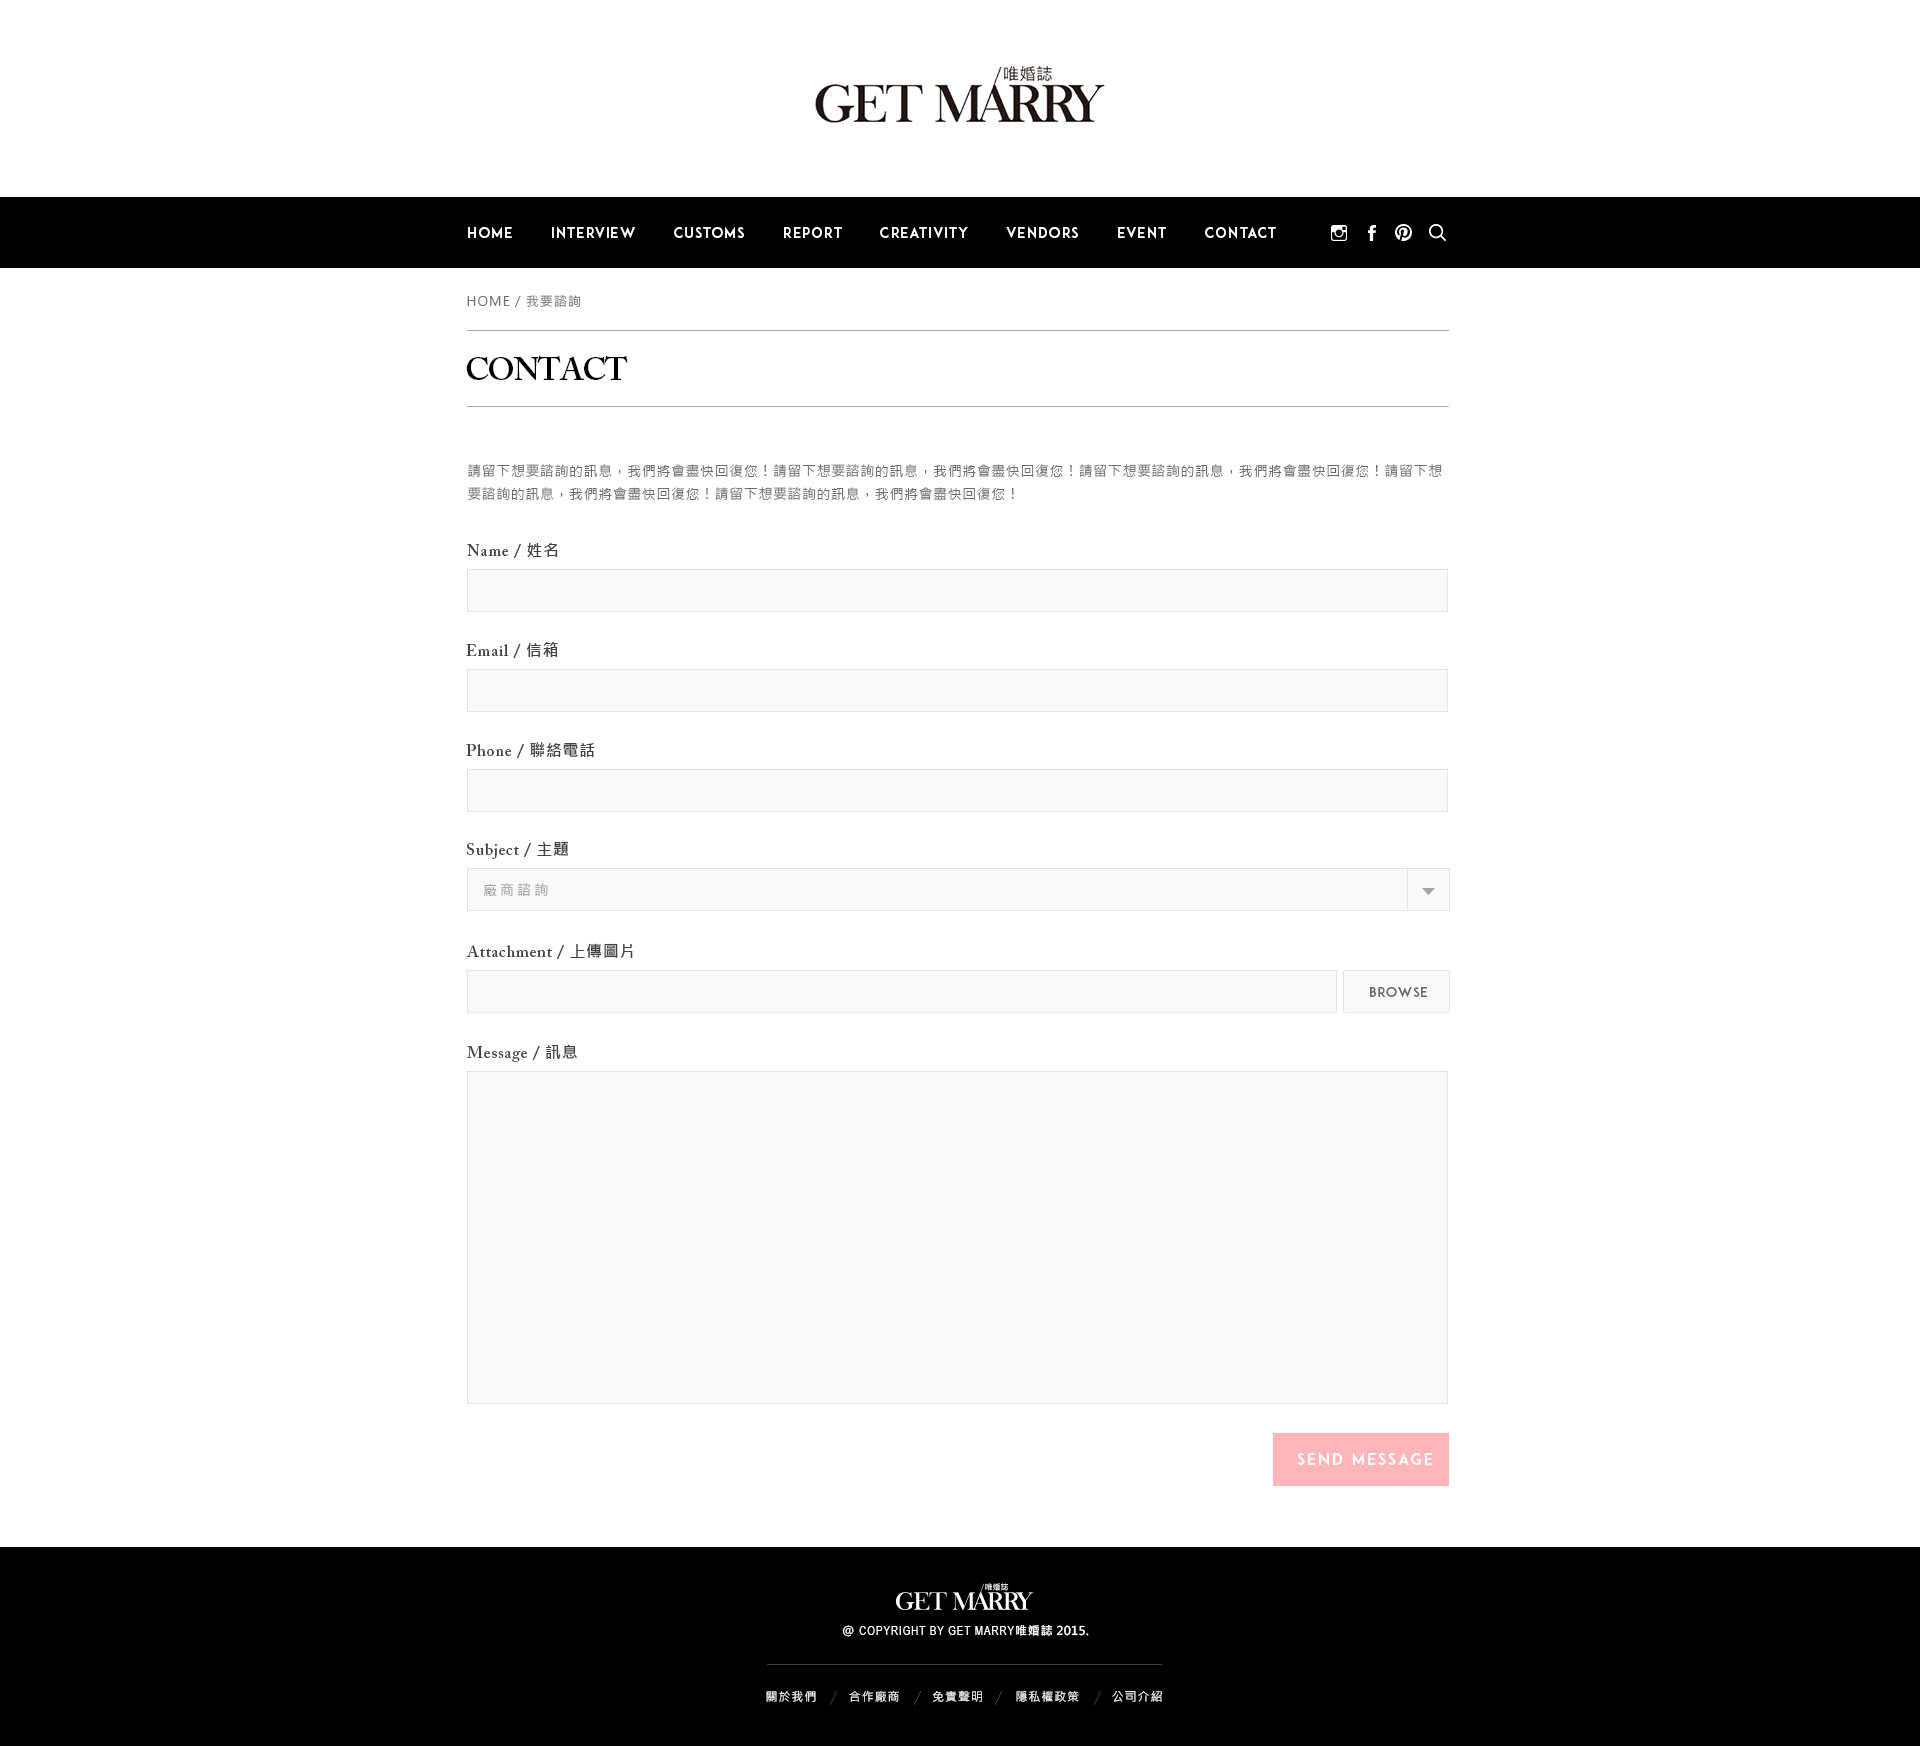 /唯婚誌
GET MARRY
HOME INTERVIEW CUSTOMS REPORT CREATIVITY VENDORS EVENT CONTACT
HOME / 我要諮詢
CONTACT
請留下想要諮詢的訊息，我們將會盡快回復您！請留下想要諮詢的訊息，我們將會盡快回復您！請留下想要諮詢的訊息，我們將會盡快回復您！請留下想
要諮詢的訊息，我們將會盡快回復您！請留下想要諮詢的訊息，我們將會盡快回復您！
Name / 姓名
Email / 信箱
Phone / 聯絡電話
Subject / 主題
廠商諮詢
Attachment / 上傳圖片
BROWSE
Message / 訊息
SEND MESSAGE
/唯婚誌
GET MARRY
@ COPYRIGHT BY GET MARRY唯婚誌 2015.
關於我們 / 合作廠商 / 免責聲明 / 隱私權政策 / 公司介紹